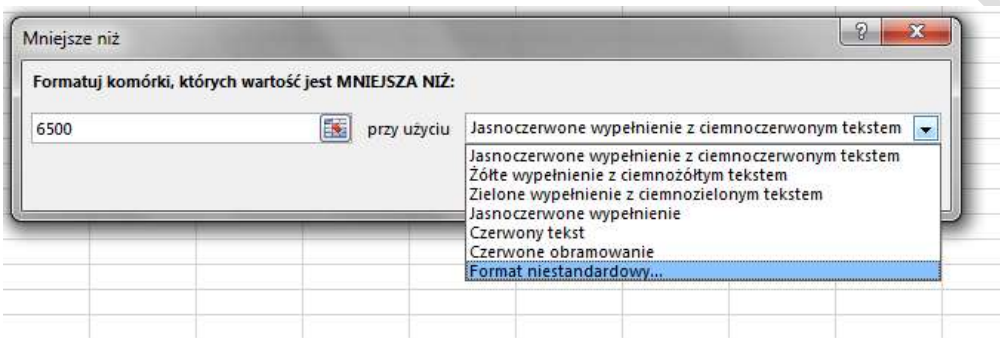 Mniejsze niż
?
X
Formatuj komórki, których wartość jest MNIEJSZA NIŻ:
6500 przy użyciu Jasnoczerwone wypełnienie z ciemnoczerwonym tekstem
Jasnoczerwone wypełnienie z ciemnoczerwonym tekstem
Żółte wypełnienie z ciemnożółtym tekstem
Zielone wypełnienie z ciemnozielonym tekstem
Jasnoczerwone wypełnienie
Czerwony tekst
Czerwone obramowanie
Format niestandardowy...